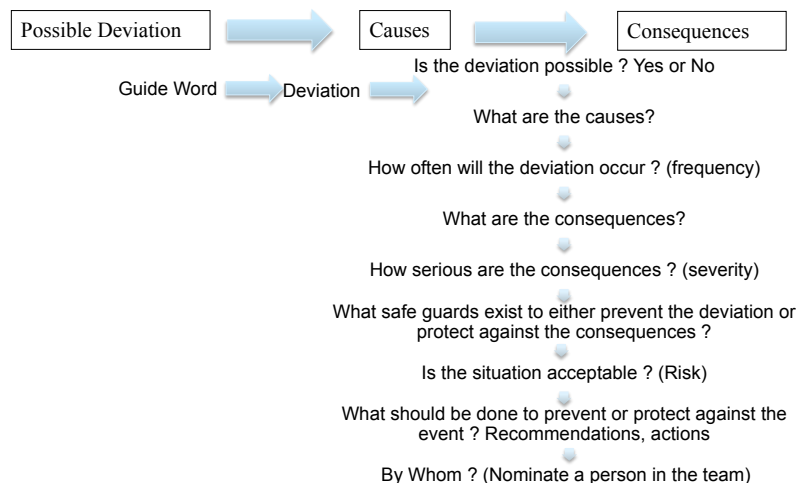 Possible Deviation
Causes
Consequences
Guide Word
Deviation
Is the deviation possible ? Yes or No
What are the causes?
How often will the deviation occur ? (frequency)
What are the consequences?
How serious are the consequences ? (severity)
What safe guards exist to either prevent the deviation or
protect against the consequences ?
Is the situation acceptable ? (Risk)
What should be done to prevent or protect against the
event ? Recommendations, actions
By Whom ? (Nominate a person in the team)